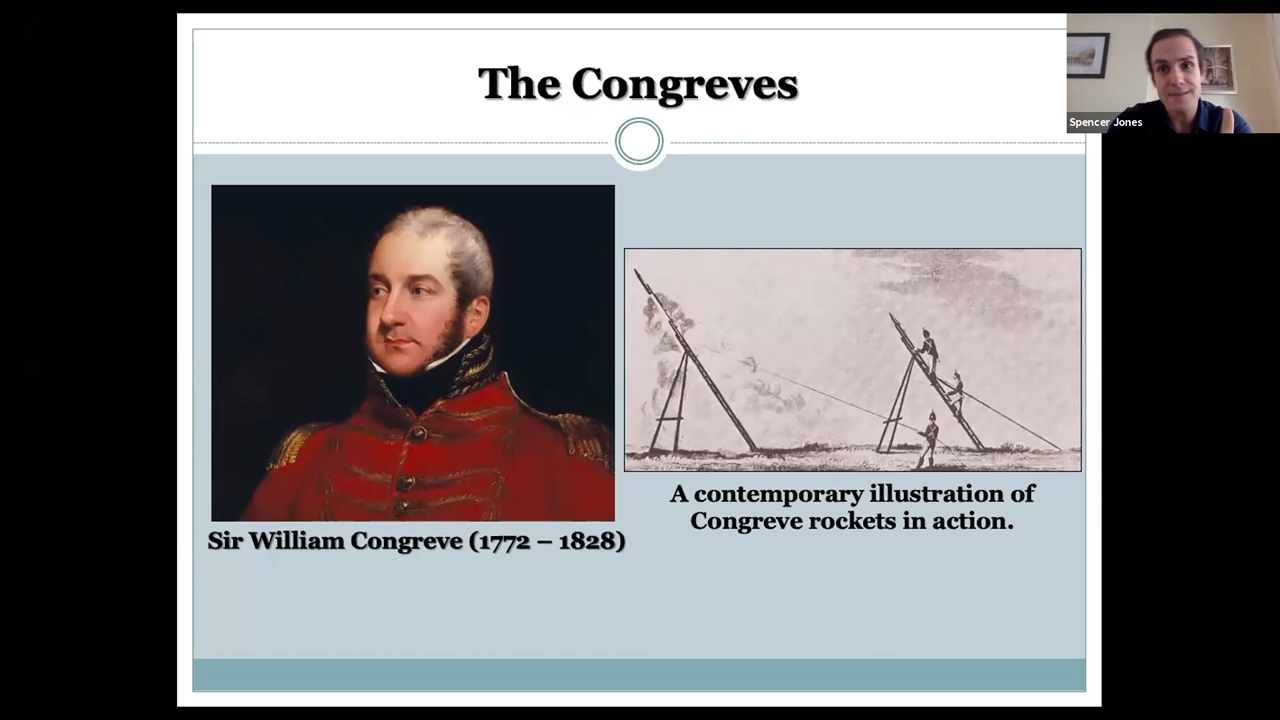 The Congreves
Spencer Jones
A contemporary illustration of
Congreve rockets in action.
Sir William Congreve (1772 – 1828)